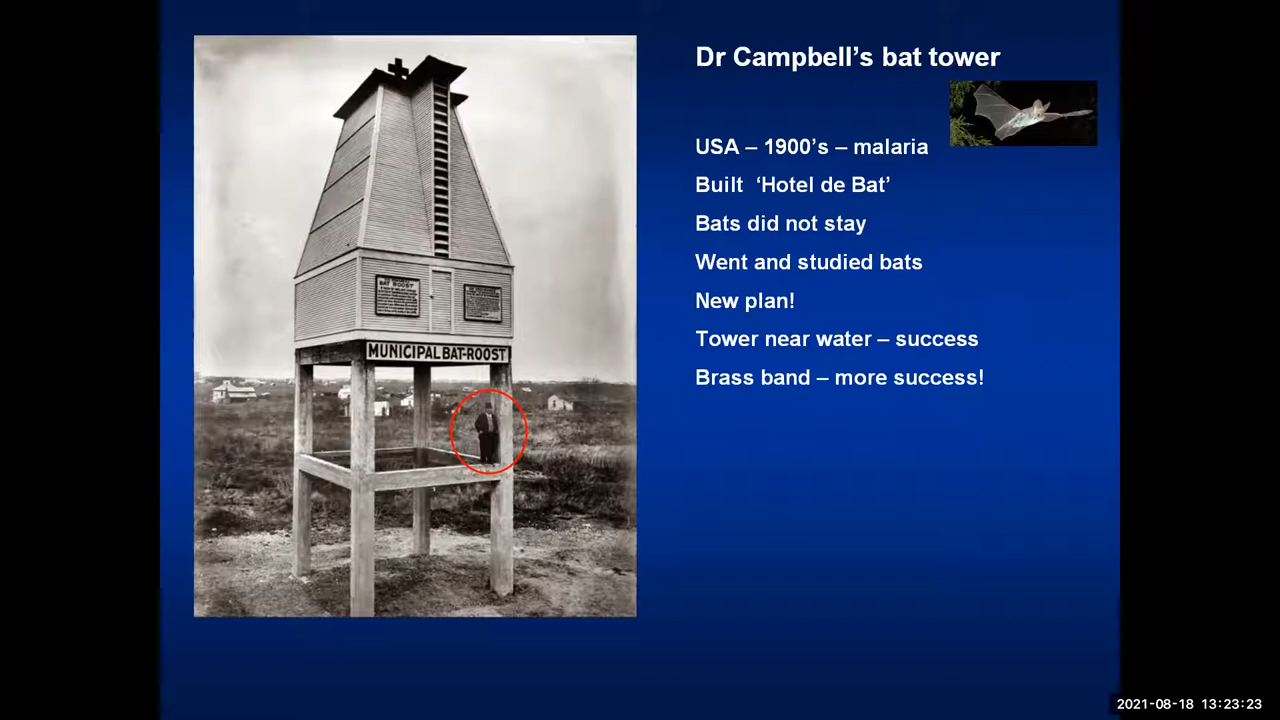 Dr Campbell’s bat tower
USA – 1900’s – malaria
Built ‘Hotel de Bat’
Bats did not stay
Went and studied bats
New plan!
Tower near water – success
Brass band – more success!
BAT ROOST
MUNICIPAL BAT-ROOST
2021-08-18 13:23:23